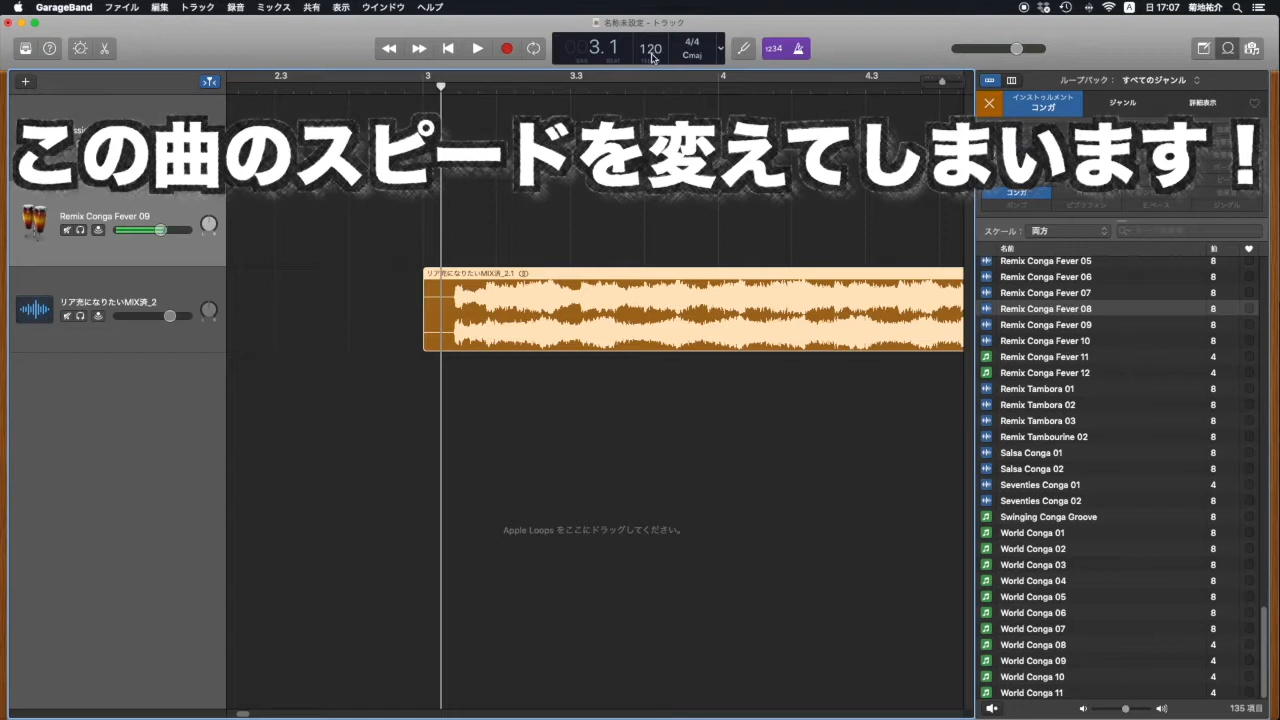 GarageBand ファイル 編集 トラック 録音 ミックス 共有 表示 ウインドウ ヘルプ
日 17:07 菊地祐介
名称未設定 - トラック
3. 1
120
4/4
Cmaj
1234
2.3 3 3.3 4 4.3
ループパック： すべてのジャンル
インストゥルメント
コンガ
ジャンル
詳細表示
この曲のスピードを変えてしまいます！
コンガ
Remix Conga Fever 09
スケール： 両方
名前 拍
リア充になりたいMIX済_2
リア充になりたいMIX済_2.1
Remix Conga Fever 05 8
Remix Conga Fever 06 8
Remix Conga Fever 07 8
Remix Conga Fever 08 8
Remix Conga Fever 09 8
Remix Conga Fever 10 8
Remix Conga Fever 11 4
Remix Conga Fever 12 4
Remix Tambora 01 8
Remix Tambora 02 8
Remix Tambora 03 8
Remix Tambourine 02 8
Salsa Conga 01 8
Salsa Conga 02 8
Seventies Conga 01 4
Seventies Conga 02 8
Swinging Conga Groove 8
World Conga 01 8
World Conga 02 8
World Conga 03 8
World Conga 04 8
World Conga 05 8
World Conga 06 8
World Conga 07 8
World Conga 08 4
World Conga 09 4
World Conga 10 4
World Conga 11 4
Apple Loops をここにドラッグしてください。
135 項目